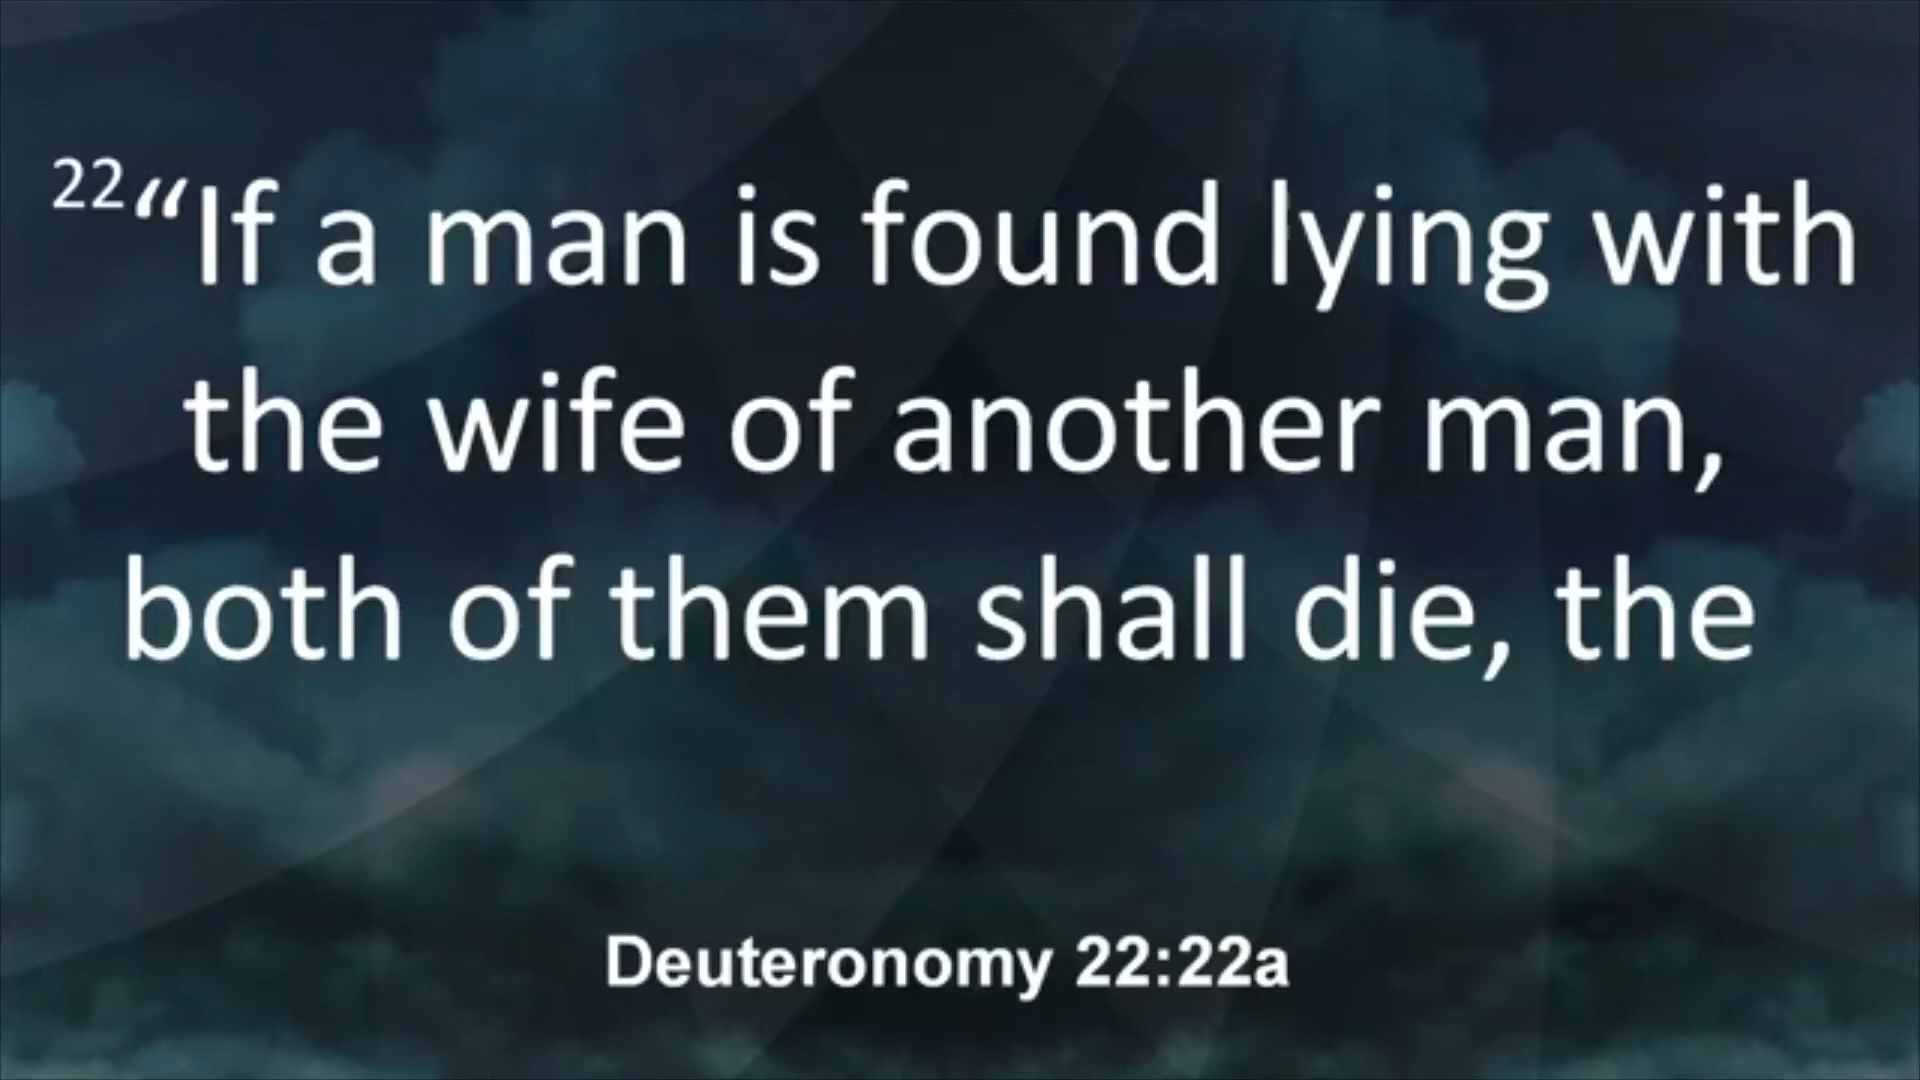 22“If a man is found lying with
the wife of another man,
both of them shall die, the
Deuteronomy 22:22a